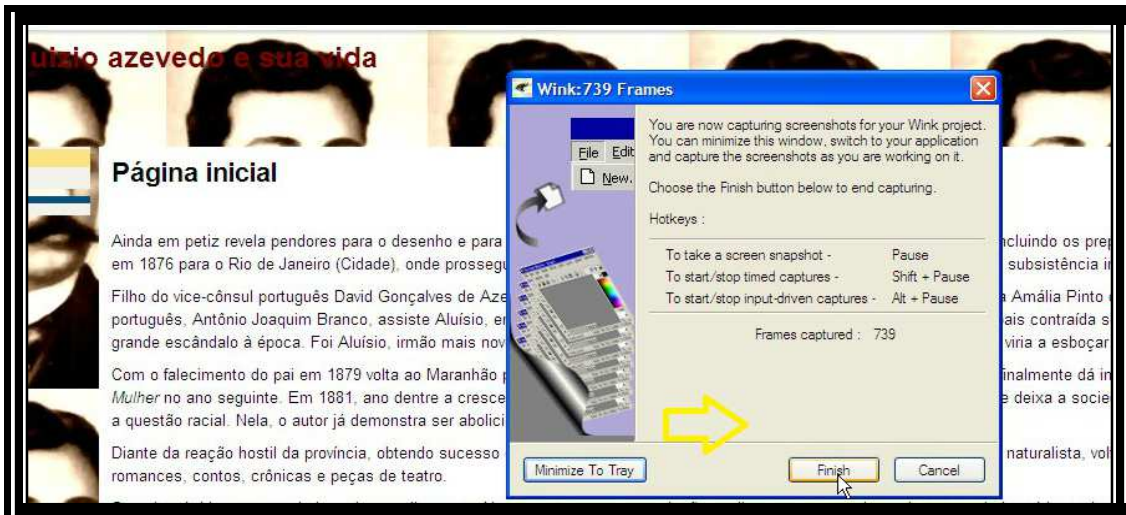 uizio azevedo e sua vida
Página inicial
Ainda em petiz revela pendores para o desenho e para
em 1876 para o Rio de Janeiro (Cidade), onde prossegu
Filho do vice-cônsul português David Gonçalves de Aze
português, Antônio Joaquim Branco, assiste Aluísio, e
grande escândalo à época. Foi Aluísio, irmão mais nov
Com o falecimento do pai em 1879 volta ao Maranhão
Mulher no ano seguinte. Em 1881, ano dentre a cresce
a questão racial. Nela, o autor já demonstra ser abolici
Diante da reação hostil da província, obtendo sucesso
romances, contos, crônicas e peças de teatro.
Wink:739 Frames
File Edit
New.
You are now capturing screenshots for your Wink project.
You can minimize this window, switch to your application
and capture the screenshots as you are working on it.
Choose the Finish button below to end capturing.
Hotkeys :
To take a screen snapshot - Pause
To start/stop timed captures - Shift + Pause
To start/stop input-driven captures - Alt + Pause
Frames captured : 739
Minimize To Tray Finish Cancel
ncluindo os prep
subsistência i
a Amália Pinto
ais contraída s
viria a esboçar
inalmente dá in
e deixa a socie
naturalista, vol